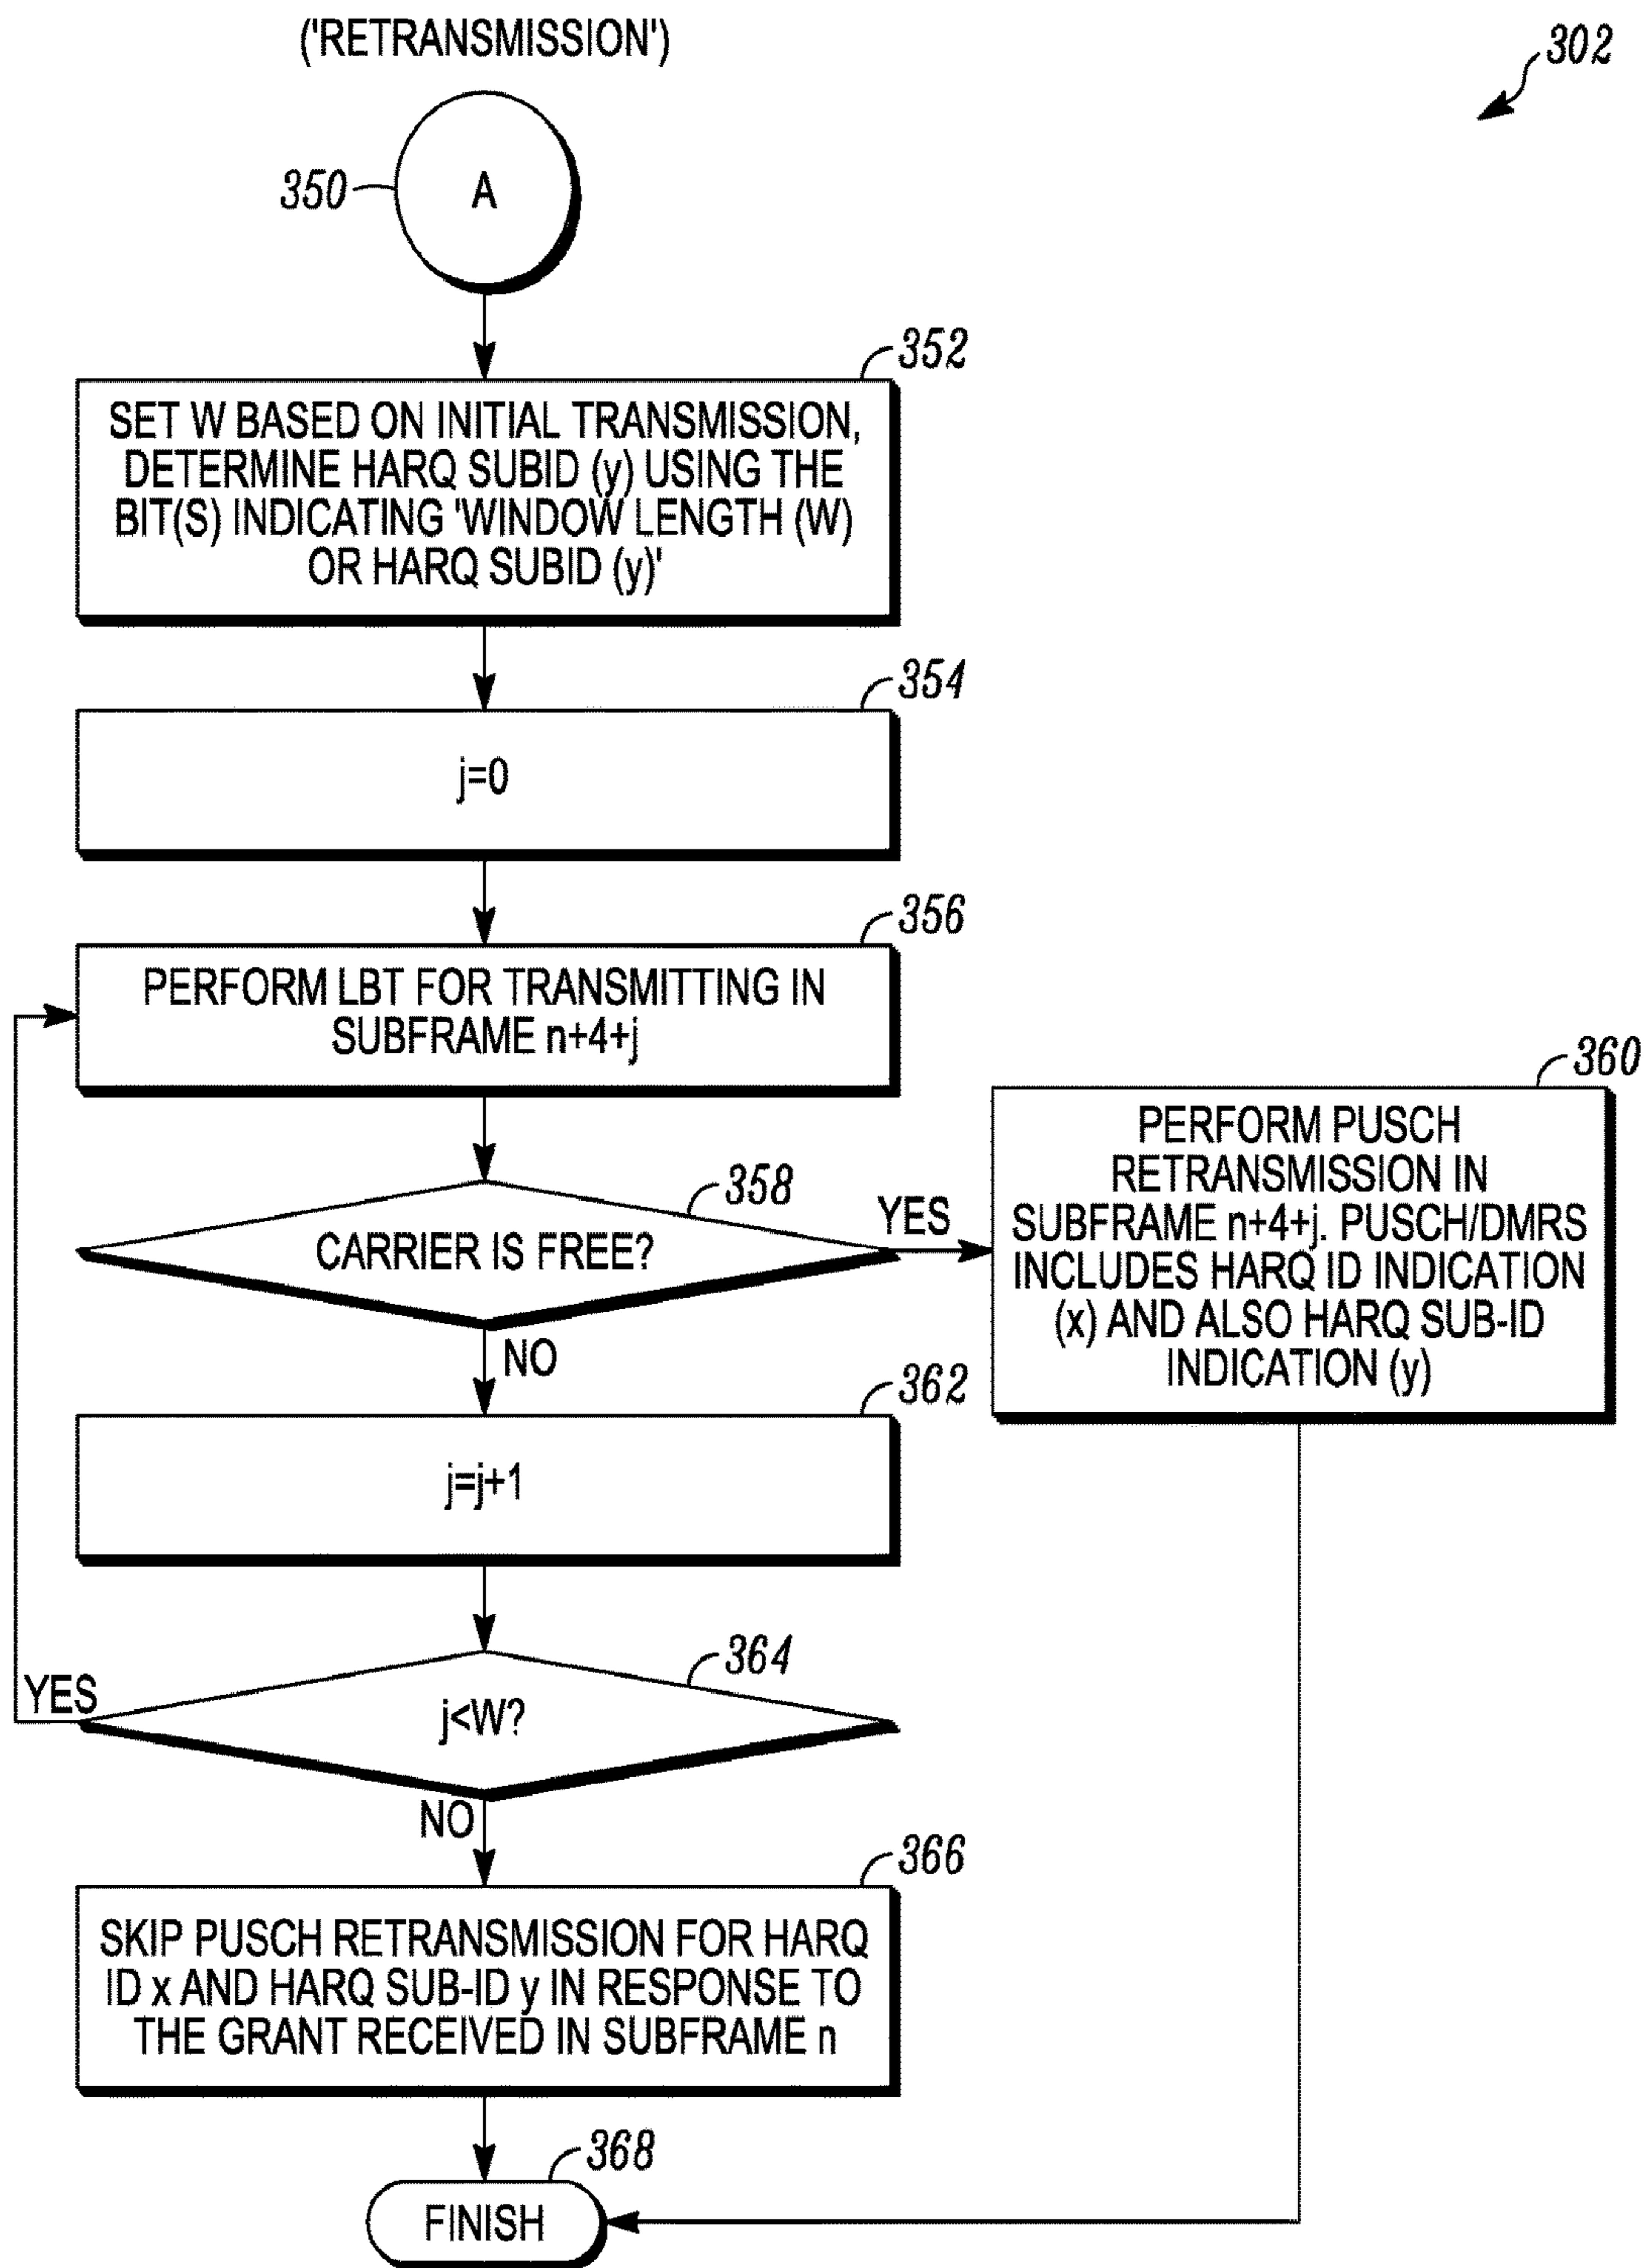 ('RETRANSMISSION')
302
350
A
352
SET W BASED ON INITIAL TRANSMISSION,
DETERMINE HARQ SUBID (y) USING THE
BIT(S) INDICATING 'WINDOW LENGTH (W)
OR HARQ SUBID (y)'
354
j=0
356
PERFORM LBT FOR TRANSMITTING IN
SUBFRAME n+4+j
358
CARRIER IS FREE?
YES
360
PERFORM PUSCH
RETRANSMISSION IN
SUBFRAME n+4+j. PUSCH/DMRS
INCLUDES HARQ ID INDICATION
(x) AND ALSO HARQ SUB-ID
INDICATION (y)
NO
362
j=j+1
364
j<W?
YES
NO
366
SKIP PUSCH RETRANSMISSION FOR HARQ
ID x AND HARQ SUB-ID y IN RESPONSE TO
THE GRANT RECEIVED IN SUBFRAME n
368
FINISH